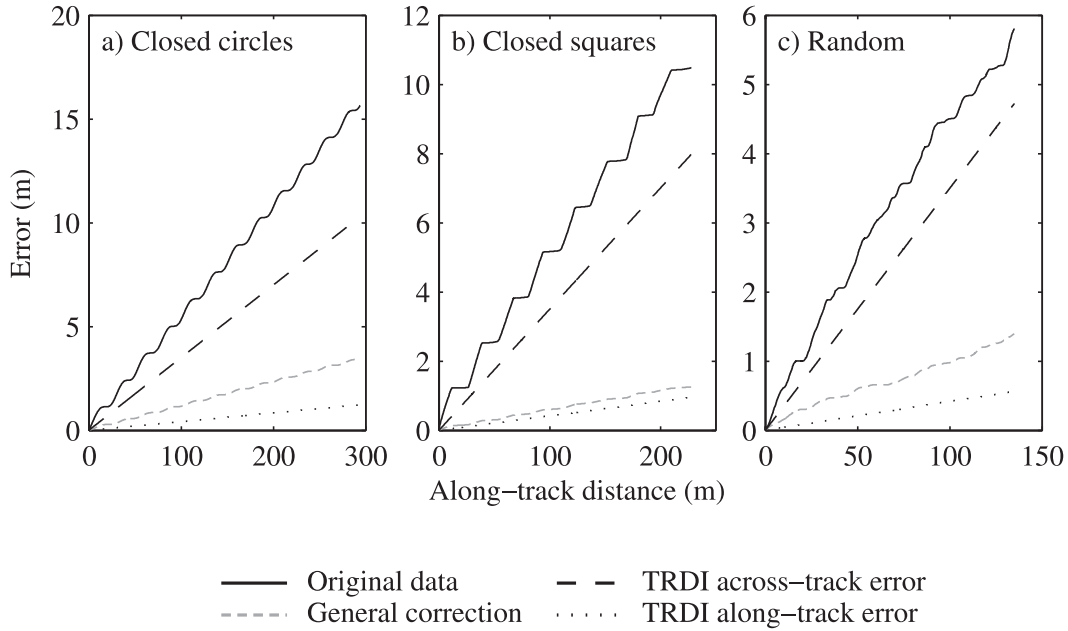 a) Closed circles
b) Closed squares
c) Random
20
15
10
5
0
12
10
8
6
4
2
0
6
5
4
3
2
1
0
Error (m)
0 100 200 300
0 100 200
0 50 100 150
Along−track distance (m)
Original data
General correction
TRDI across−track error
TRDI along−track error